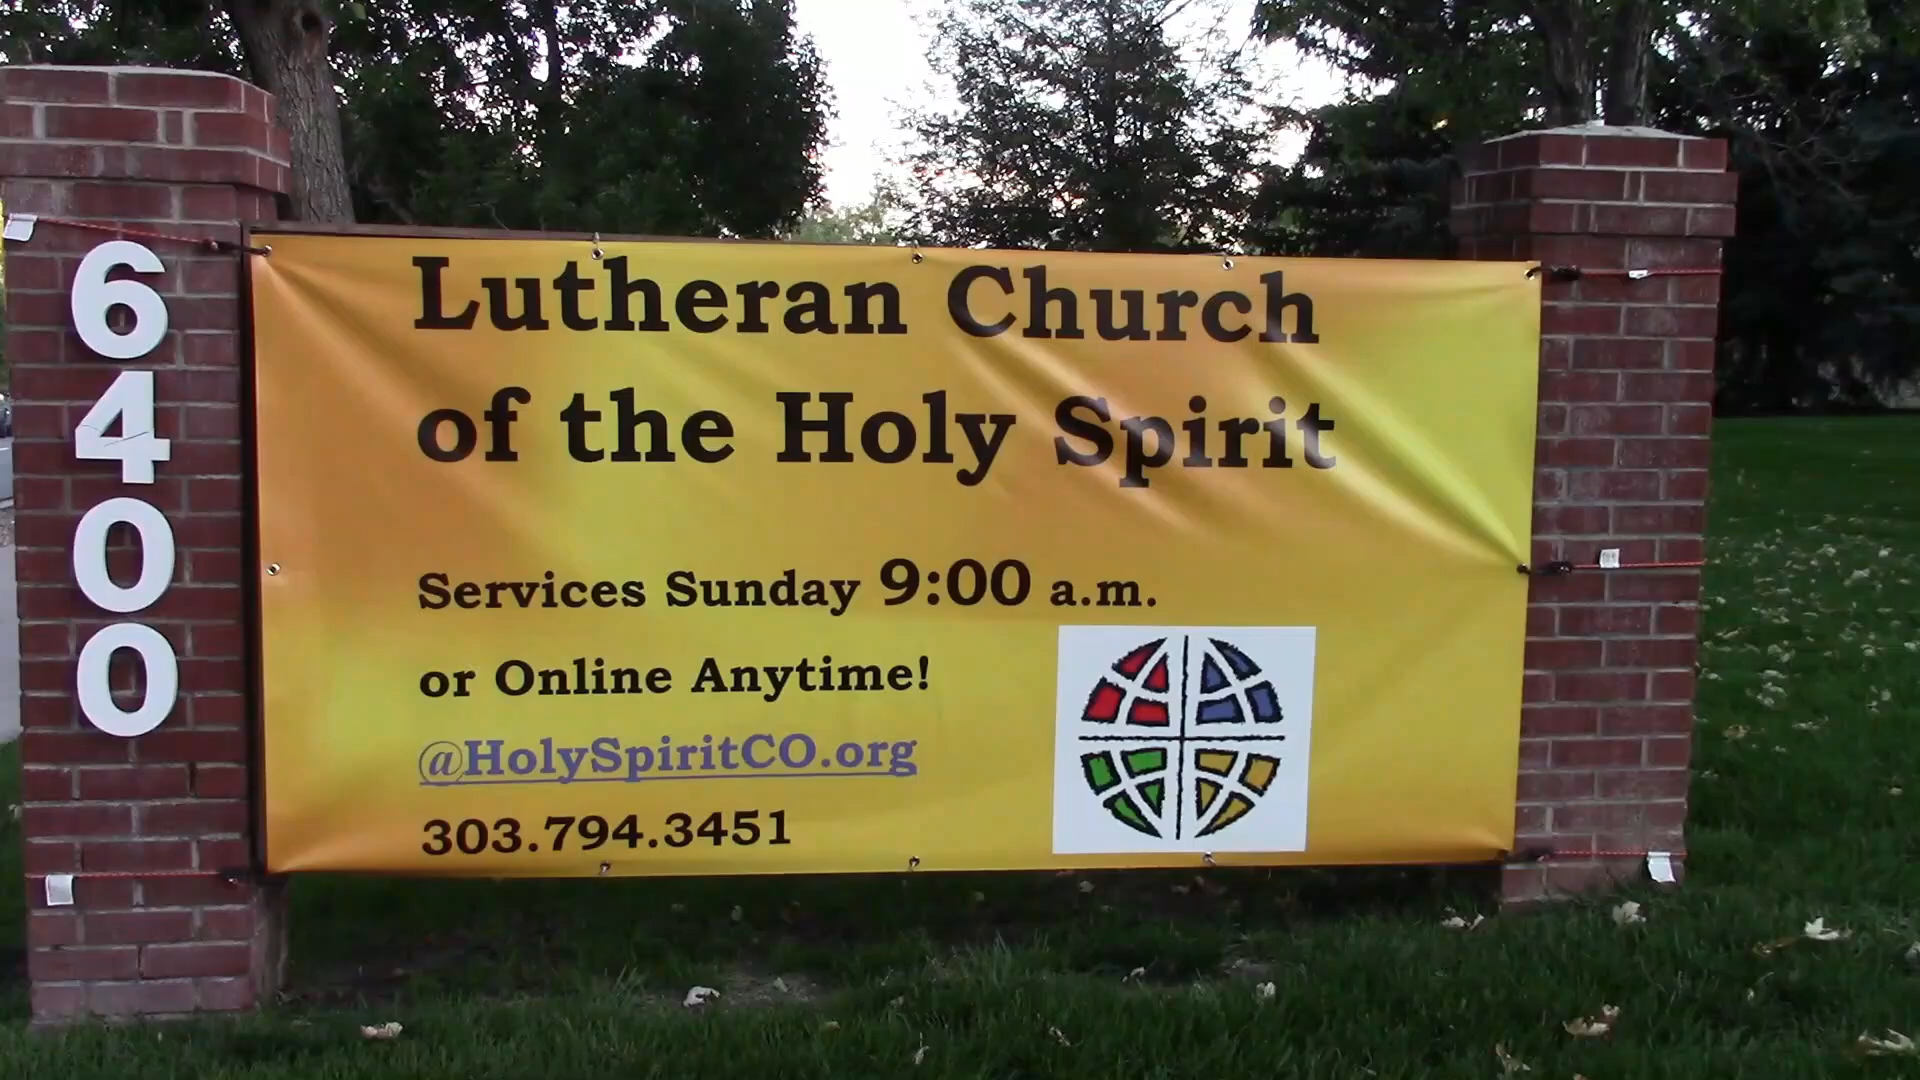 6400
Lutheran Church
of the Holy Spirit
Services Sunday 9:00 a.m.
or Online Anytime!
@HolySpiritCO.org
303.794.3451